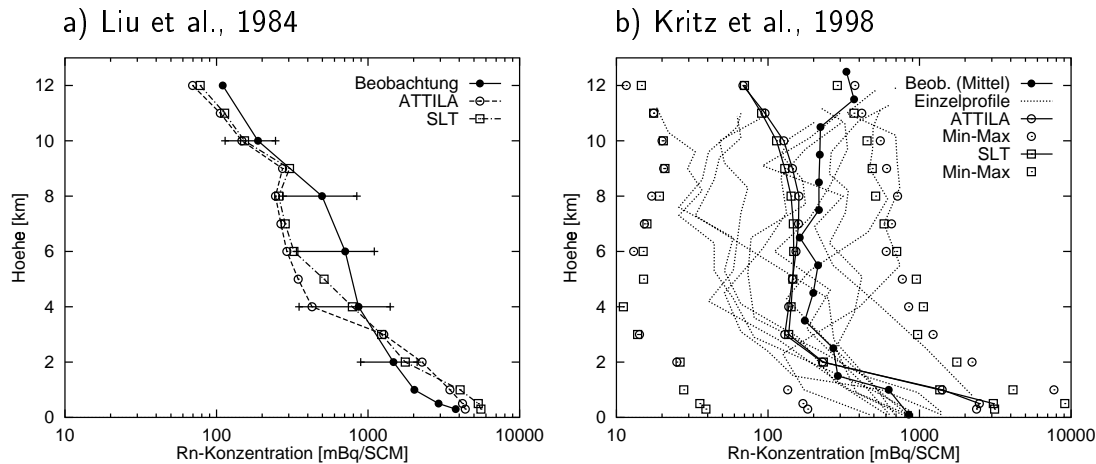 a) Liu et al., 1984
b) Kritz et al., 1998
Beobachtung
ATTILA
SLT
Hoehe [km]
12
10
8
6
4
2
0
10
100
1000
10000
Rn-Konzentration [mBq/SCM]
Beob. (Mittel)
Einzelprofile
ATTILA
Min-Max
SLT
Min-Max
Hoehe [km]
12
10
8
6
4
2
0
10
100
1000
10000
Rn-Konzentration [mBq/SCM]